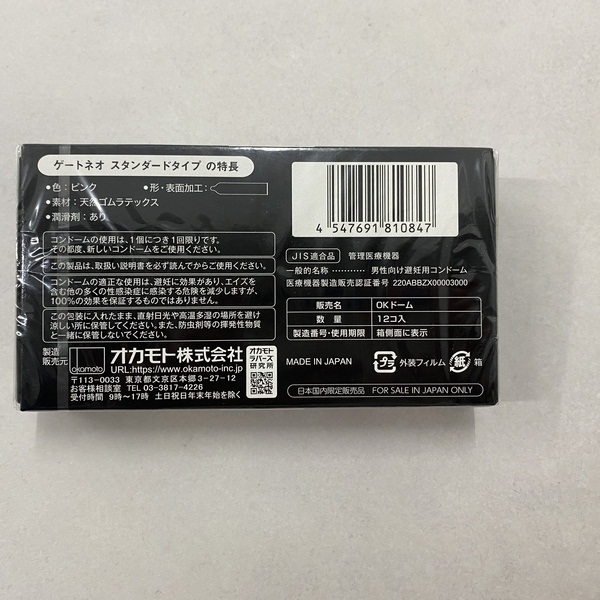 ゲートネオ スタンダードタイプ の特長
•色：ピンク •形・表面加工：
•素材：天然ゴムラテックス
•潤滑剤：あり
コンドームの使用は、1個につき1回限りです。
その都度、新しいコンドームをご使用ください。
この製品は、取扱い説明書を必ず読んでからご使用ください。
コンドームの適正な使用は、避妊に効果があり、エイズを
含む他の多くの性感染症に感染する危険を減少しますが、
100%の効果を保証するものではありません。
この包装に入れたまま、直射日光や高温多湿の場所を避け
涼しい所に保管してください。また、防虫剤等の揮発性物質
と一緒に保管しないでください。
製造
販売元
okamoto
オカモト株式会社
URL:https://www.okamoto-inc.jp
〒113-0033 東京都文京区本郷3-27-12
お客様相談室 TEL 03-3817-4226
受付時間 9時〜17時 土日祝日年末年始を除く
オカモト
ラバーズ
研究所
4 547691 810847
JIS適合品 管理医療機器
一般的名称 ………… 男性向け避妊用コンドーム
医療機器製造販売認証番号 220ABBZX00003000
販売名 OKドーム
数量 12コ入
製造番号・使用期限 箱側面に表示
MADE IN JAPAN プラ 外装フィルム 紙 箱
日本国内限定販売品 FOR SALE IN JAPAN ONLY